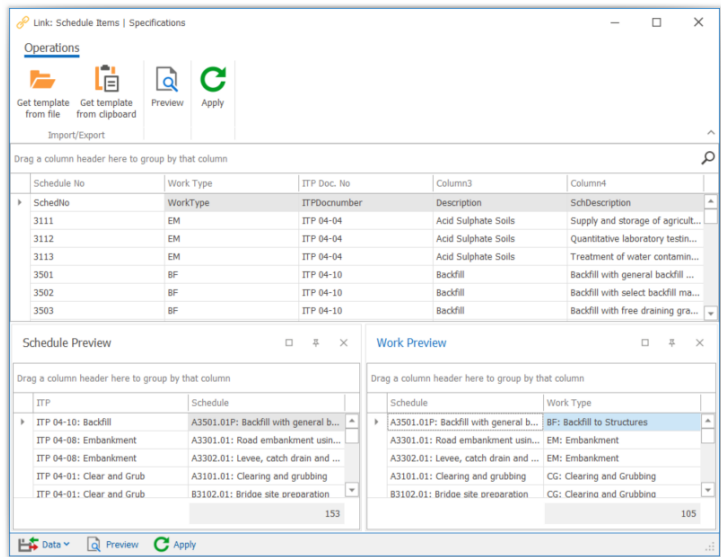 Link: Schedule Items | Specifications
Operations
Get template from file
Get template from clipboard
Preview
Apply
Import/Export
Drag a column header here to group by that column
Schedule No Work Type ITP Doc. No Column3 Column4
SchedNo WorkType ITPDocnumber Description SchDescription
3111 EM ITP 04-04 Acid Sulphate Soils Supply and storage of agricult...
3112 EM ITP 04-04 Acid Sulphate Soils Quantitative laboratory testin...
3113 EM ITP 04-04 Acid Sulphate Soils Treatment of water contamin...
3501 BF ITP 04-10 Backfill Backfill with general backfill ...
3502 BF ITP 04-10 Backfill Backfill with select backfill ma...
3503 BF ITP 04-10 Backfill Backfill with free draining gra...
Schedule Preview
Drag a column header here to group by that column
ITP Schedule
ITP 04-10: Backfill A3501.01P: Backfill with general b...
ITP 04-08: Embankment A3301.01: Road embankment usin...
ITP 04-08: Embankment A3302.01: Levee, catch drain and ...
ITP 04-01: Clear and Grub A3101.01: Clearing and grubbing
ITP 04-01: Clear and Grub B3102.01: Bridge site preparation
153
Work Preview
Drag a column header here to group by that column
Schedule Work Type
A3501.01P: Backfill with general b... BF: Backfill to Structures
A3301.01: Road embankment usin... EM: Embankment
A3302.01: Levee, catch drain and ... EM: Embankment
A3101.01: Clearing and grubbing CG: Clearing and Grubbing
B3102.01: Bridge site preparation CG: Clearing and Grubbing
105
Data Preview Apply